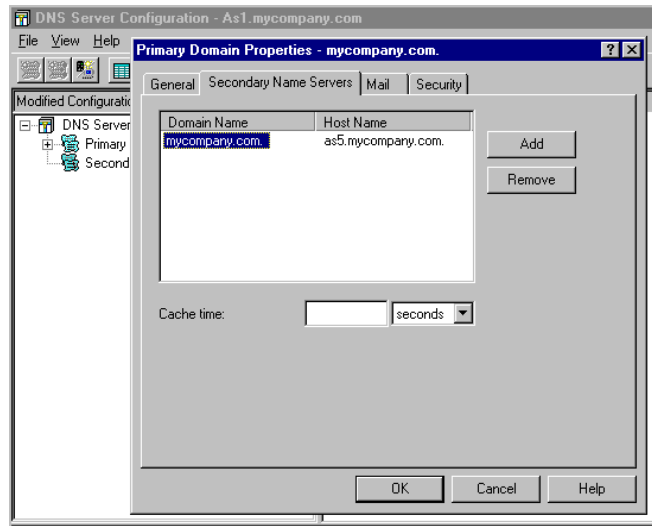 DNS Server Configuration - As1.mycompany.com
File View Help
Primary Domain Properties - mycompany.com.
General Secondary Name Servers Mail Security
Modified Configuratio
DNS Server
Primary
Second
Domain Name Host Name
mycompany.com. as5.mycompany.com.
Add
Remove
Cache time: seconds
OK Cancel Help